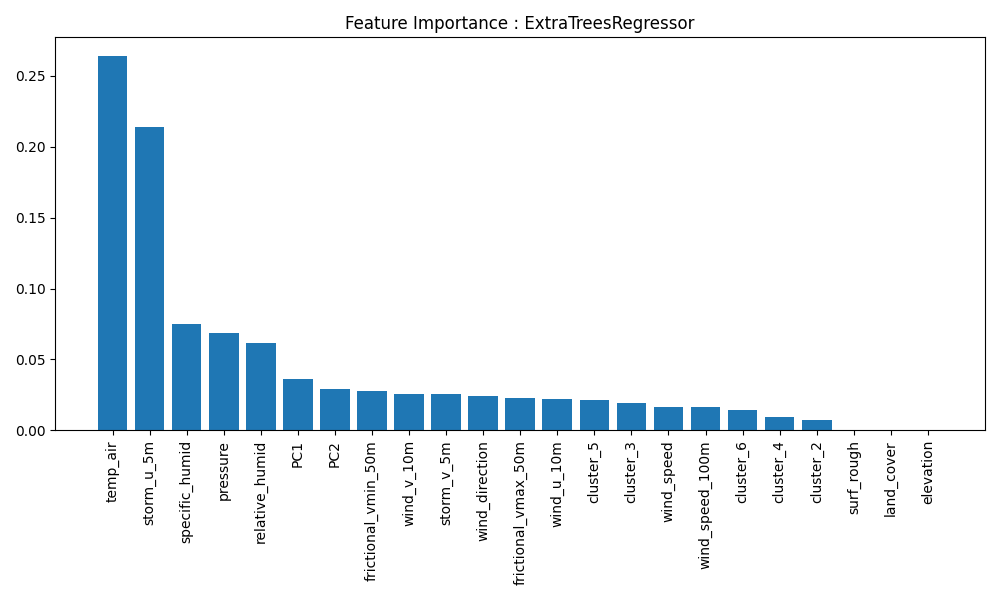 Feature Importance : ExtraTreesRegressor
0.25
0.20
0.15
0.10
0.05
0.00
temp_air
storm_u_5m
specific_humid
pressure
relative_humid
PC1
PC2
frictional_vmin_50m
wind_v_10m
storm_v_5m
wind_direction
frictional_vmax_50m
wind_u_10m
cluster_5
cluster_3
wind_speed
wind_speed_100m
cluster_6
cluster_4
cluster_2
surf_rough
land_cover
elevation